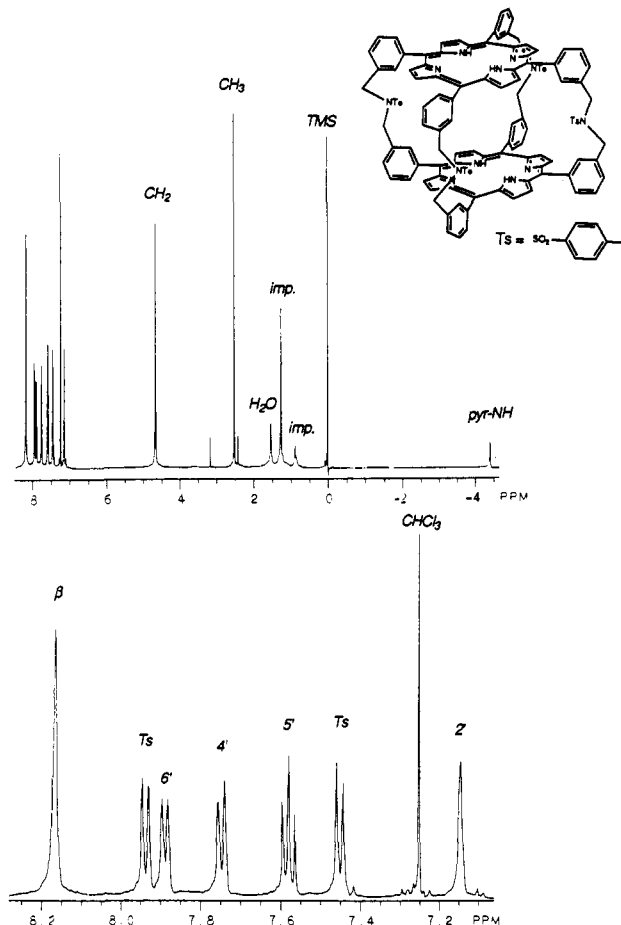 CH₃
TMS
CH₂
imp.
H₂O
imp.
pyr-NH
8 6 4 2 0 -2 -4 PPM
NH N
N HN
NTs
NTs
TsN
NTs
NH N
N HN
Ts = SO₂
CHCl₃
β
Ts
6'
4'
5'
Ts
2'
8.2 8.0 7.8 7.6 7.4 7.2 PPM